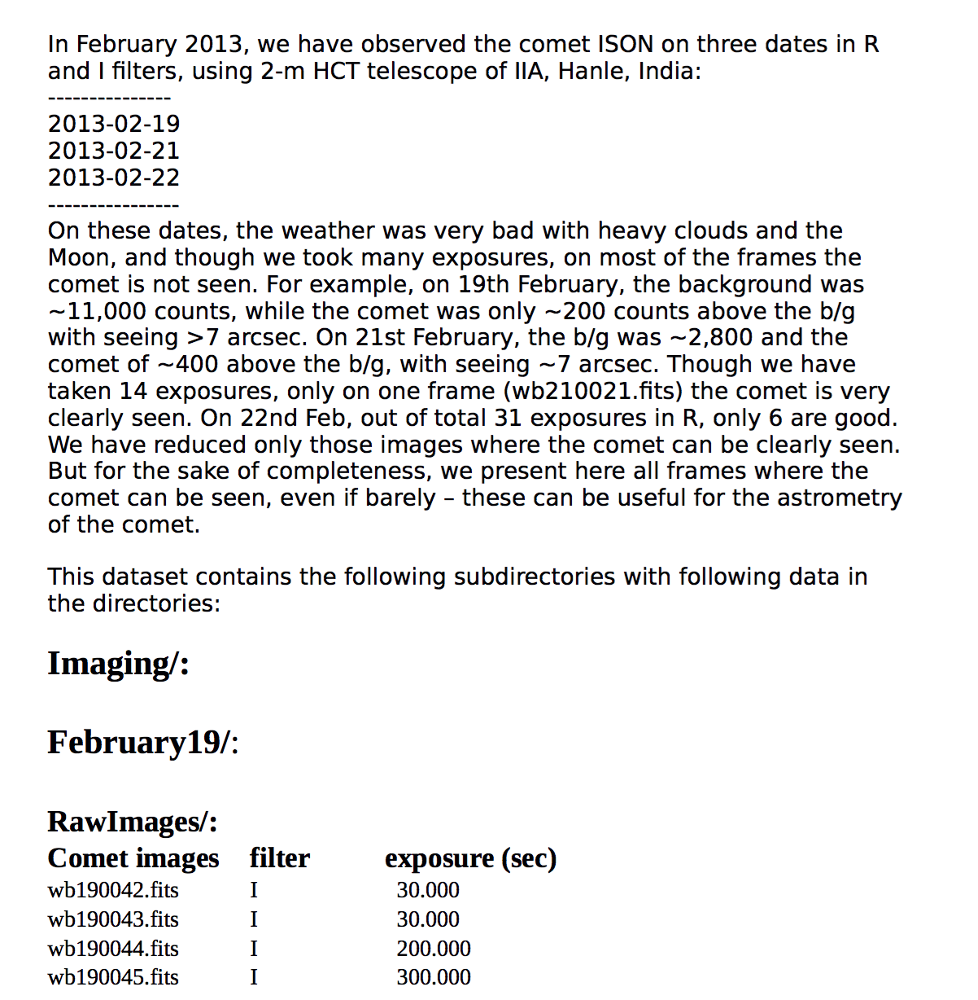 In February 2013, we have observed the comet ISON on three dates in R
and I filters, using 2-m HCT telescope of IIA, Hanle, India:
---------------
2013-02-19
2013-02-21
2013-02-22
----------------
On these dates, the weather was very bad with heavy clouds and the
Moon, and though we took many exposures, on most of the frames the
comet is not seen. For example, on 19th February, the background was
~11,000 counts, while the comet was only ~200 counts above the b/g
with seeing >7 arcsec. On 21st February, the b/g was ~2,800 and the
comet of ~400 above the b/g, with seeing ~7 arcsec. Though we have
taken 14 exposures, only on one frame (wb210021.fits) the comet is very
clearly seen. On 22nd Feb, out of total 31 exposures in R, only 6 are good.
We have reduced only those images where the comet can be clearly seen.
But for the sake of completeness, we present here all frames where the
comet can be seen, even if barely – these can be useful for the astrometry
of the comet.
This dataset contains the following subdirectories with following data in
the directories:
Imaging/:
February19/:
RawImages/:
Comet images filter exposure (sec)
wb190042.fits I 30.000
wb190043.fits I 30.000
wb190044.fits I 200.000
wb190045.fits I 300.000